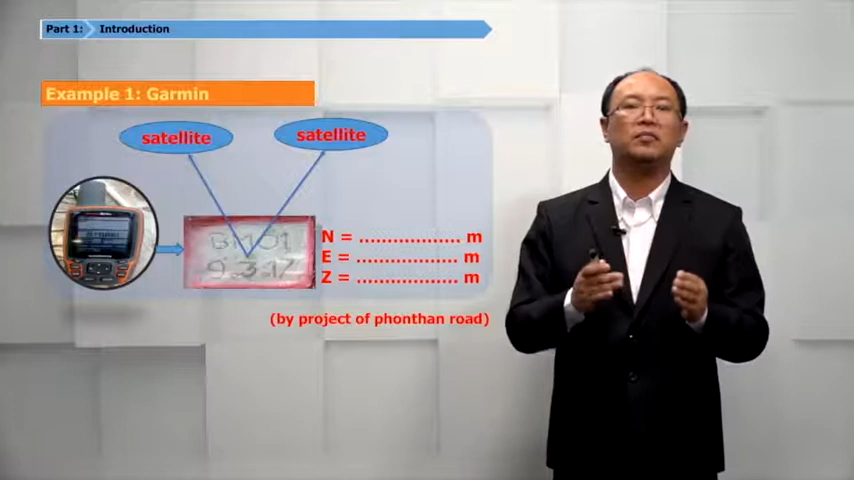 Part 1: Introduction
Example 1: Garmin
satellite satellite
BM01
9.3.17
N = .................. m
E = .................. m
Z = .................. m
(by project of phonthan road)